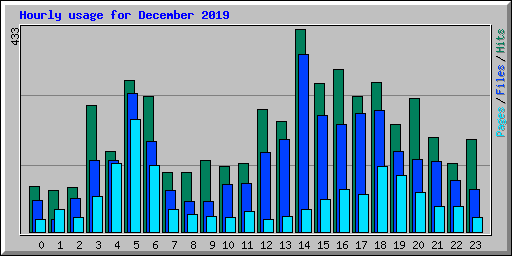 Hourly usage for December 2019
433
Pages / Files / Hits
0 1 2 3 4 5 6 7 8 9 10 11 12 13 14 15 16 17 18 19 20 21 22 23